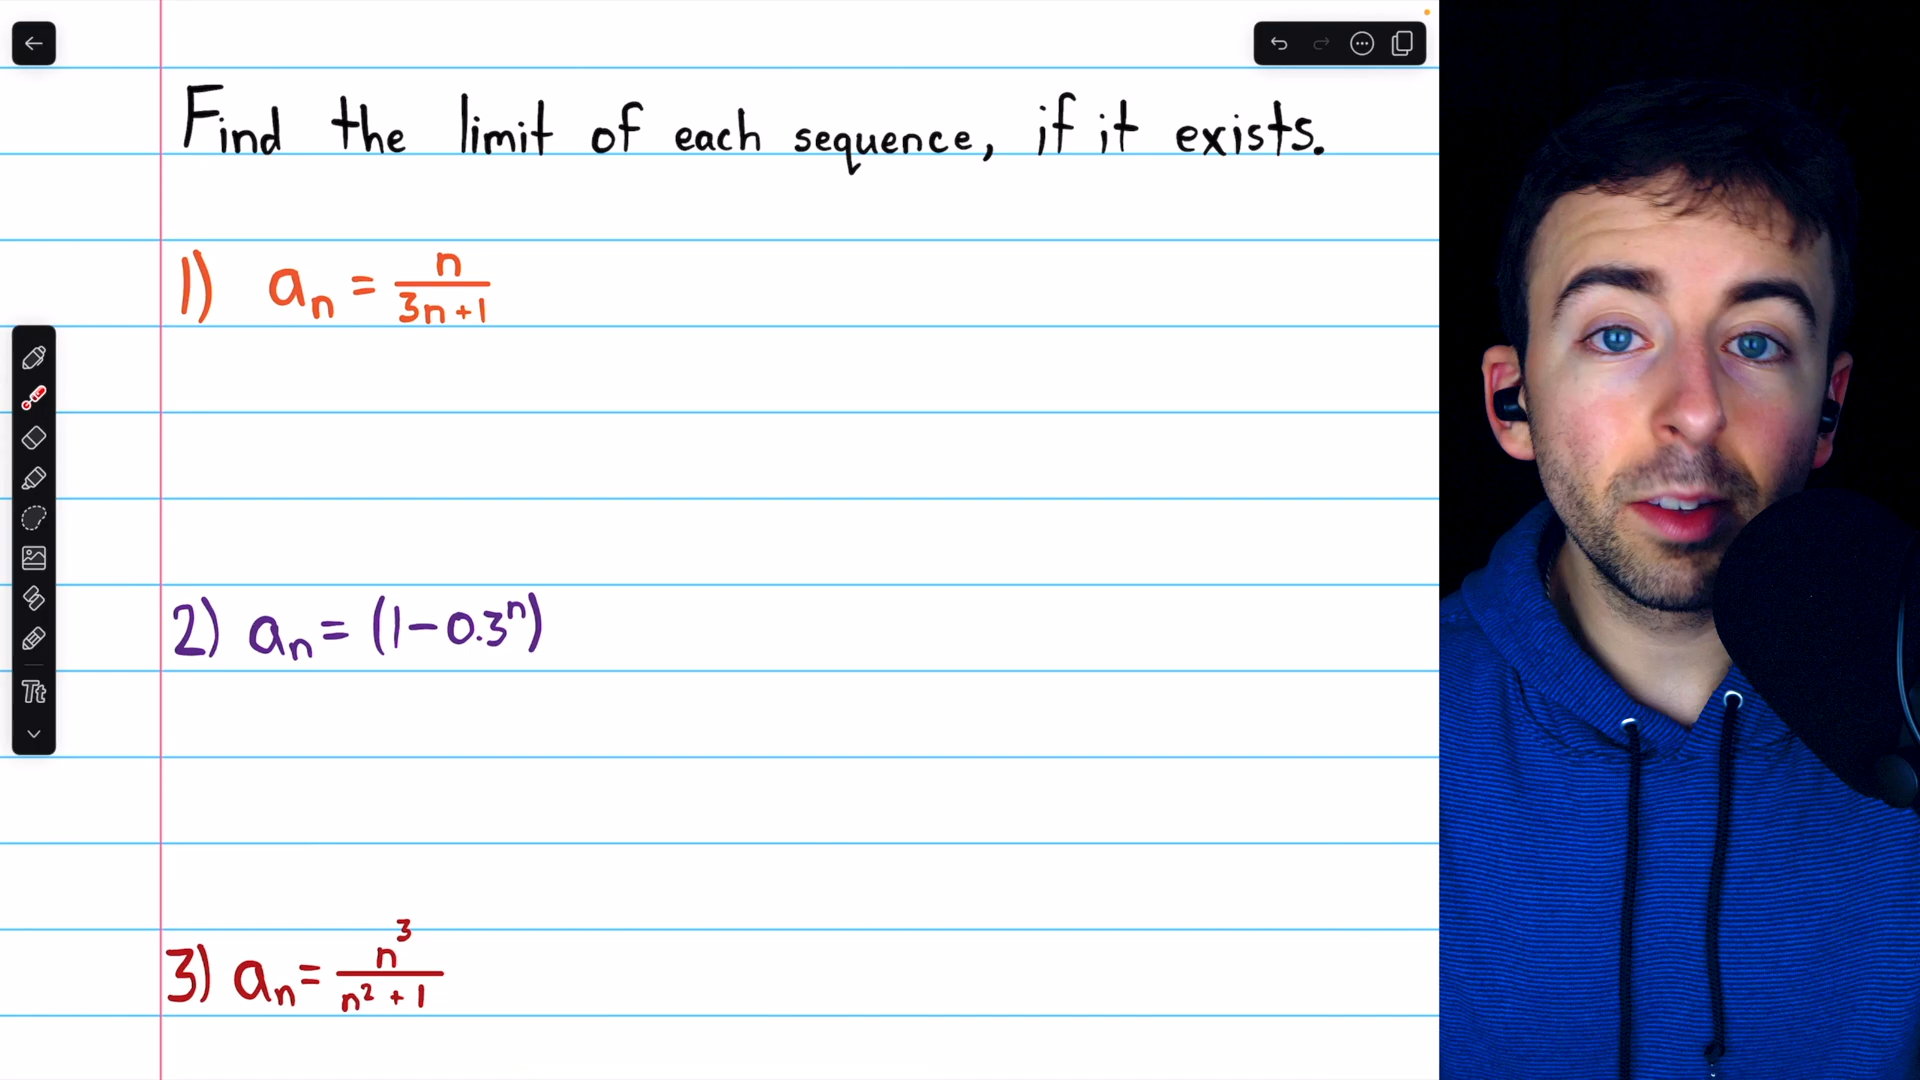 Find the limit of each sequence, if it exists.
1) aₙ = n/(3n+1)
2) aₙ = (1-0.3ⁿ)
Tt
3) aₙ = n³/(n²+1)